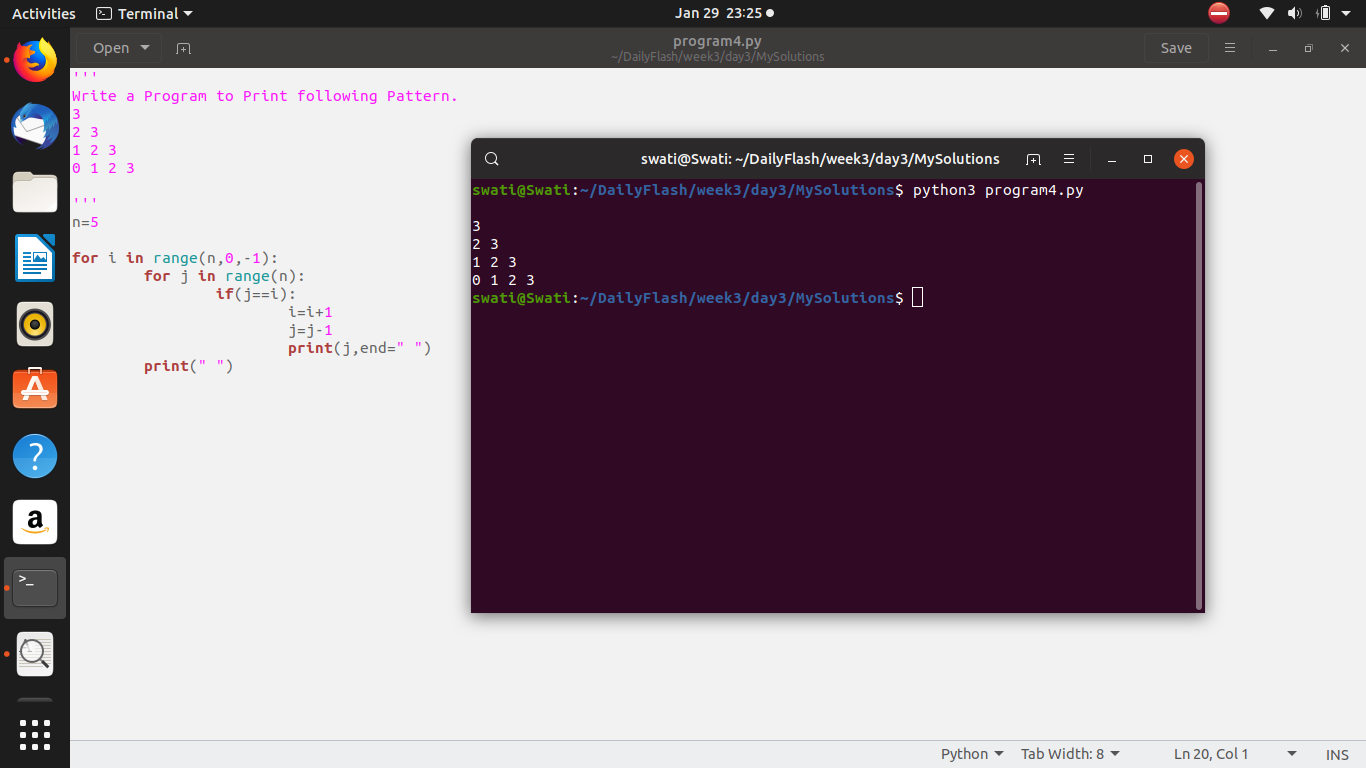 Activities
Terminal
Jan 29 23:25
Open
program4.py
~/DailyFlash/week3/day3/MySolutions
Save
'''
Write a Program to Print following Pattern.
3
2 3
1 2 3
0 1 2 3
'''
n=5
for i in range(n,0,-1):
for j in range(n):
if(j==i):
i=i+1
j=j-1
print(j,end=" ")
print(" ")
swati@Swati: ~/DailyFlash/week3/day3/MySolutions
swati@Swati:~/DailyFlash/week3/day3/MySolutions$ python3 program4.py
3
2 3
1 2 3
0 1 2 3
swati@Swati:~/DailyFlash/week3/day3/MySolutions$
?
a
>_
Python
Tab Width: 8
Ln 20, Col 1
INS